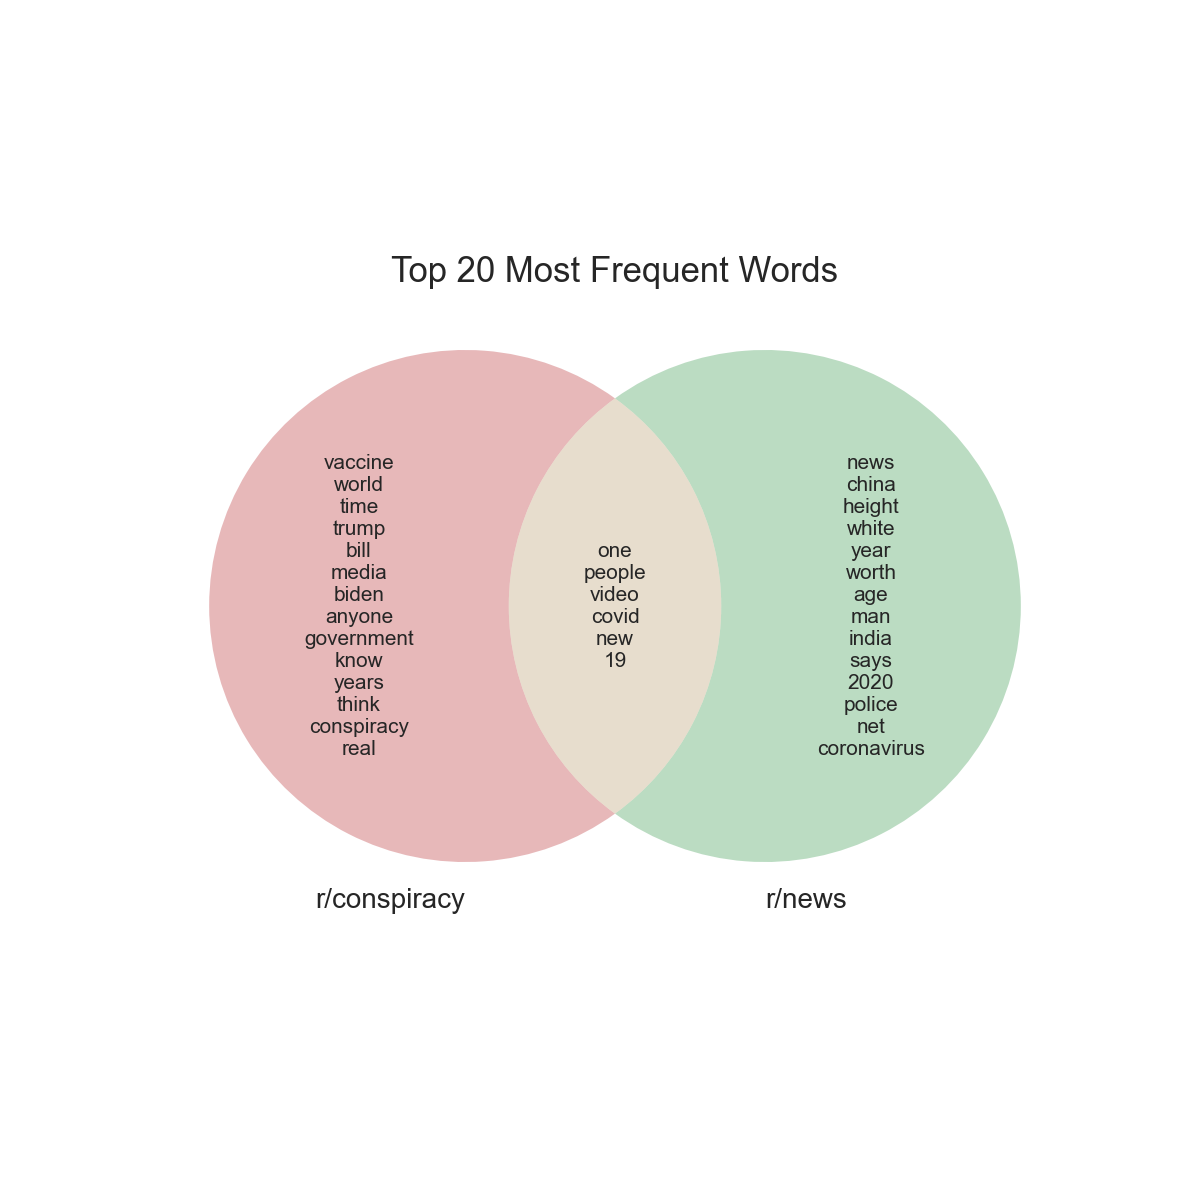 Top 20 Most Frequent Words
vaccine
world
time
trump
bill
media
biden
anyone
government
know
years
think
conspiracy
real
one
people
video
covid
new
19
news
china
height
white
year
worth
age
man
india
says
2020
police
net
coronavirus
r/conspiracy
r/news